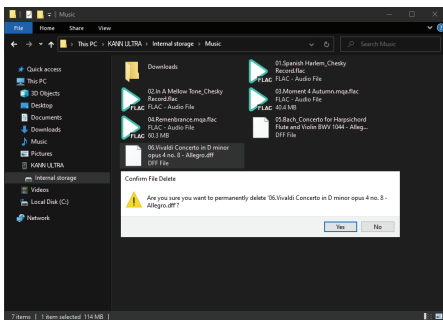 Music
File Home Share View
This PC › KANN ULTRA › Internal storage › Music
Search Music
Quick access
This PC
3D Objects
Desktop
Documents
Downloads
Music
Pictures
KANN ULTRA
Internal storage
Videos
Local Disk (C:)
Network
Downloads
01.Spanish Harlem_Chesky
Record.flac
FLAC - Audio File
FLAC
02.In A Mellow Tone_Chesky
Record.flac
FLAC - Audio File
FLAC
03.Moment 4 Autumn.mqa.flac
FLAC - Audio File
40.4 MB
FLAC
04.Remembrance.mqa.flac
FLAC - Audio File
60.3 MB
FLAC
05.Bach_Concerto for Harpsichord
Flute and Violin BWV 1044 - Alleg...
DFF File
06.Vivaldi Concerto in D minor
opus 4 no. 8 - Allegro.dff
DFF File
Confirm File Delete
Are you sure you want to permanently delete '06.Vivaldi Concerto in D minor opus 4 no. 8 -
Allegro.dff'?
Yes No
7 items 1 item selected 114 MB